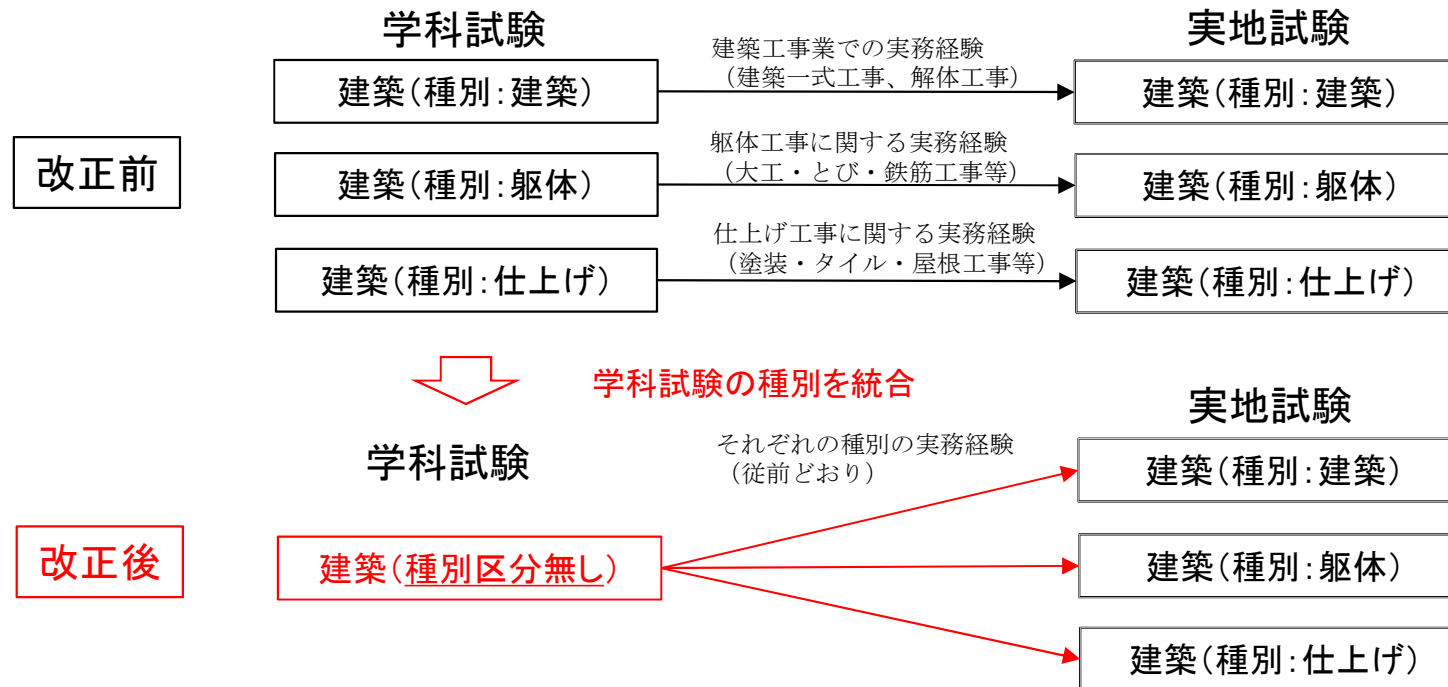 学科試験
実地試験
建築工事業での実務経験
（建築一式工事、解体工事）
建築(種別:建築)
建築(種別:建築)
改正前
躯体工事に関する実務経験
（大工・とび・鉄筋工事等）
建築(種別:躯体)
建築(種別:躯体)
仕上げ工事に関する実務経験
（塗装・タイル・屋根工事等）
建築(種別:仕上げ)
建築(種別:仕上げ)
学科試験の種別を統合
実地試験
学科試験
それぞれの種別の実務経験
（従前どおり）
建築(種別:建築)
改正後
建築(種別区分無し)
建築(種別:躯体)
建築(種別:仕上げ)